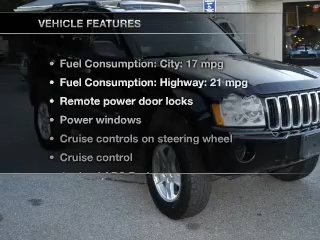 VEHICLE FEATURES
• Fuel Consumption: City: 17 mpg
• Fuel Consumption: Highway: 21 mpg
• Remote power door locks
• Power windows
• Cruise controls on steering wheel
• Cruise control